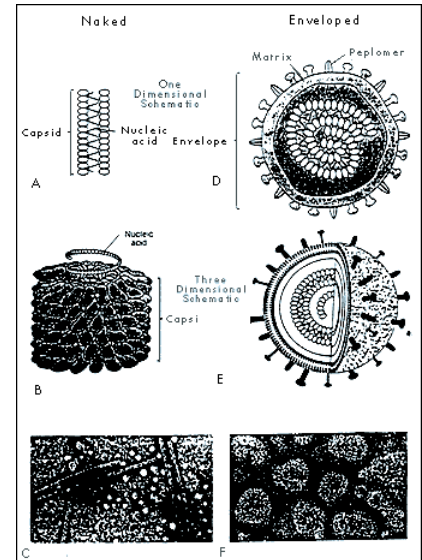 Naked
Enveloped
Matrix
Peplomer
One
Dimensional
Schematic
Capsid
Nucleic
acid
Envelope
A
D
Nucleic
acid
Three
Dimensional
Schematic
Capsi
B
E
C
F